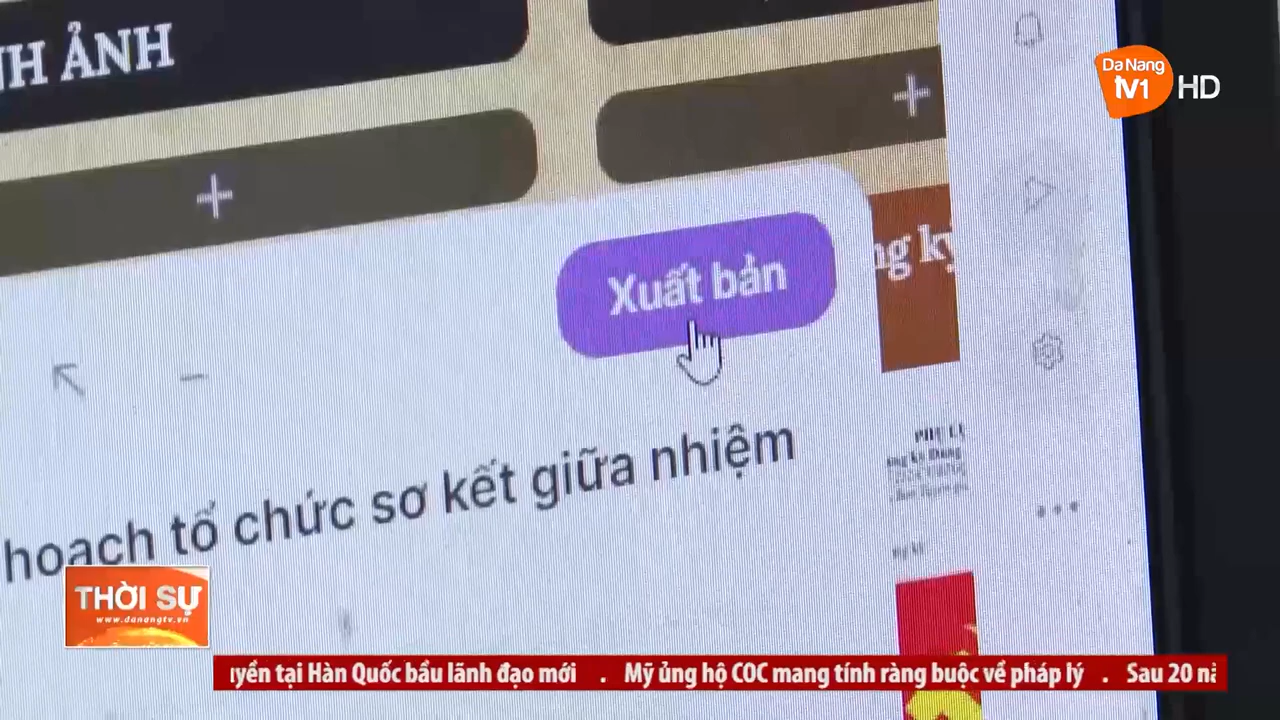 NH ẢNH
Da Nang
TV1 HD
+
+
Xuất bản
ng ký
hoạch tổ chức sơ kết giữa nhiệm
THỜI SỰ
www.danangtv.vn
uyền tại Hàn Quốc bầu lãnh đạo mới . Mỹ ủng hộ COC mang tính ràng buộc về pháp lý . Sau 20 nă